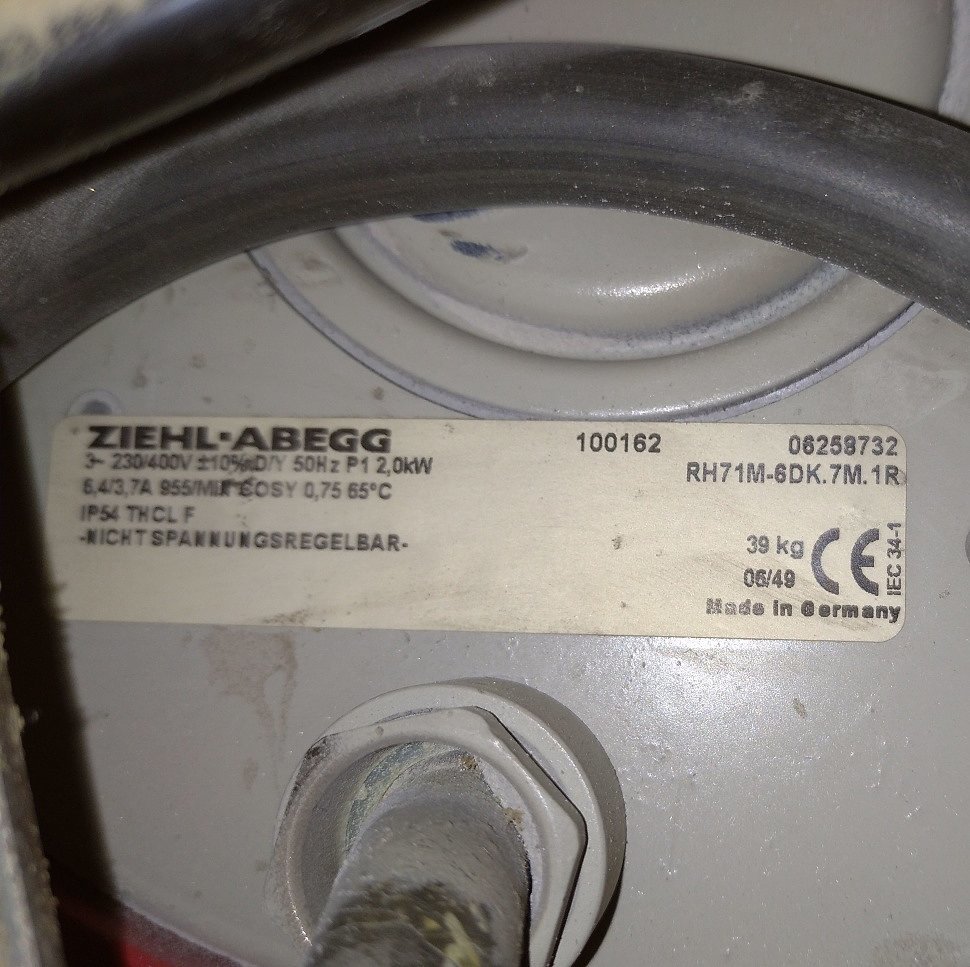 ZIEHL-ABEGG 100162 06258732
3~ 230/400V ±10% D/Y 50Hz P1 2,0kW RH71M-6DK.7M.1R
6,4/3,7A 955/MIN COSY 0,75 65°C
IP54 THCL F
-NICHT SPANNUNGSREGELBAR-
39 kg CE IEC 34-1
06/49
Made in Germany